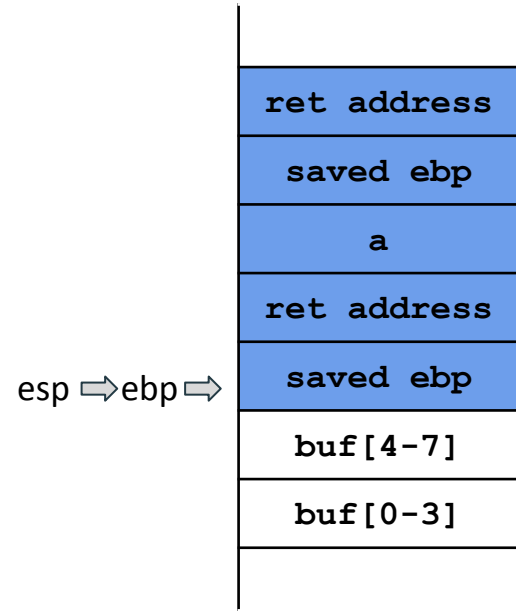 ret address
saved ebp
a
ret address
esp ebp saved ebp
buf[4-7]
buf[0-3]